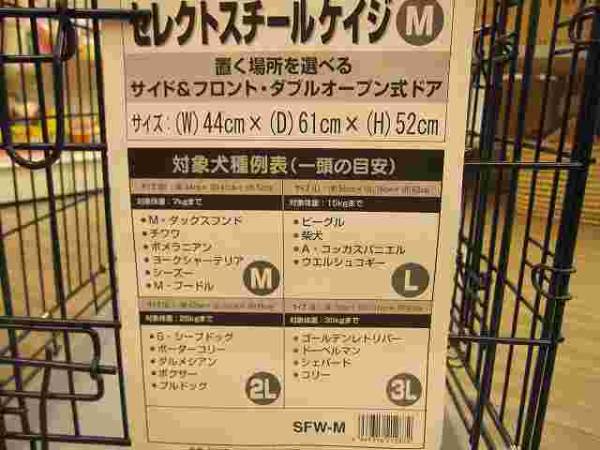 セレクトスチールケイジ M
置く場所を選べる
サイド&フロント・ダブルオープン式ドア
サイズ:(W)44cm×(D)61cm×(H)52cm
対象犬種例表(一頭の目安)
対象体重:7kgまで
・M・ダックスフンド
・チワワ
・ポメラニアン
・ヨークシャーテリア
・シーズー
・M・プードル
M
対象体重:15kgまで
・ビーグル
・柴犬
・A・コッカスパニエル
・ウエルシュコギー
L
対象体重:25kgまで
・ボーダーコリー
・ダルメシアン
・ボクサー
・ブルドッグ
2L
対象体重:35kgまで
・ゴールデンレトリバー
・ドーベルマン
・シェパード
・コリー
3L
SFW-M